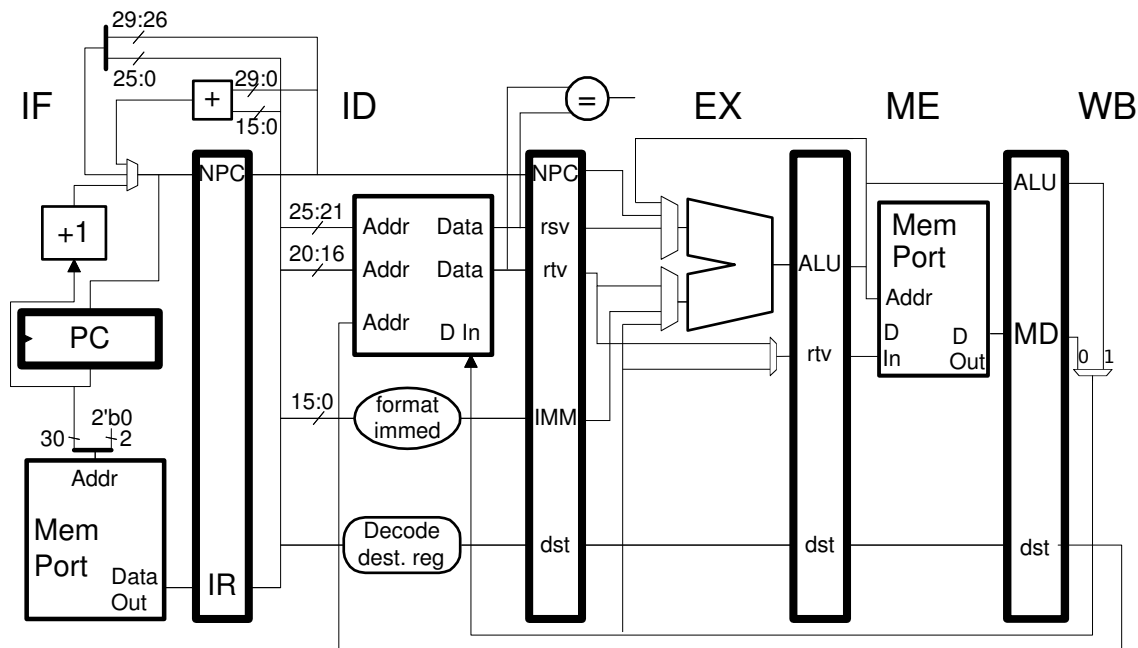 29:26
25:0
29:0
15:0
+
=
IF
ID
EX
ME
WB
NPC
NPC
ALU
+1
25:21
20:16
Addr
Data
Addr
Data
Addr
D In
rsv
rtv
ALU
Mem
Port
Addr
D
In
D
Out
MD
0 1
PC
rtv
15:0
format
immed
IMM
2'b0
30
2
Addr
Mem
Port
Data
Out
IR
Decode
dest. reg
dst
dst
dst